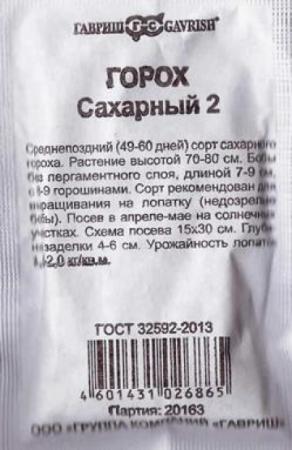 ГАВРИШ GAVRISH
ГОРОХ
Сахарный 2
Среднепоздний (49-60 дней) сорт сахарного
гороха. Растение высотой 70-80 см. Бобы
без пергаментного слоя, длиной 7-9 см,
8-9 горошинами. Сорт рекомендован для
выращивания на лопатку (недозрелые
бобы). Посев в апреле-мае на солнечных
участках. Схема посева 15x30 см. Глубина
заделки 4-6 см. Урожайность лопатки
2,0 кг/кв.м.
ГОСТ 32592-2013
4 601431 026865
Партия: 20163
ООО «ГРУППА КОМПАНИЙ «ГАВРИШ»